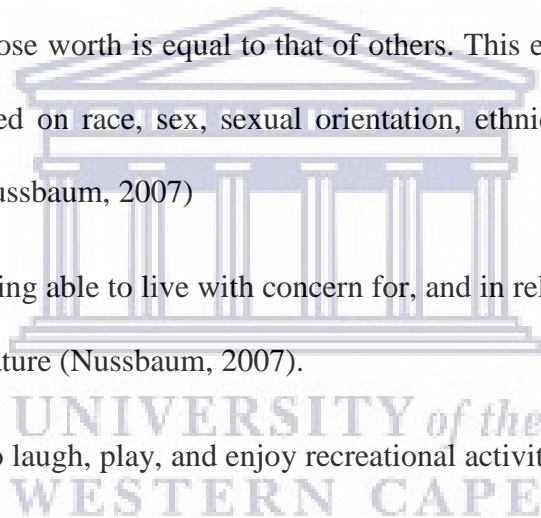 ose worth is equal to that of others. This e
ed on race, sex, sexual orientation, ethnic
ussbaum, 2007)
ing able to live with concern for, and in rel
ature (Nussbaum, 2007).
UNIVERSITY of the
o laugh, play, and enjoy recreational activit
WESTERN CAPE